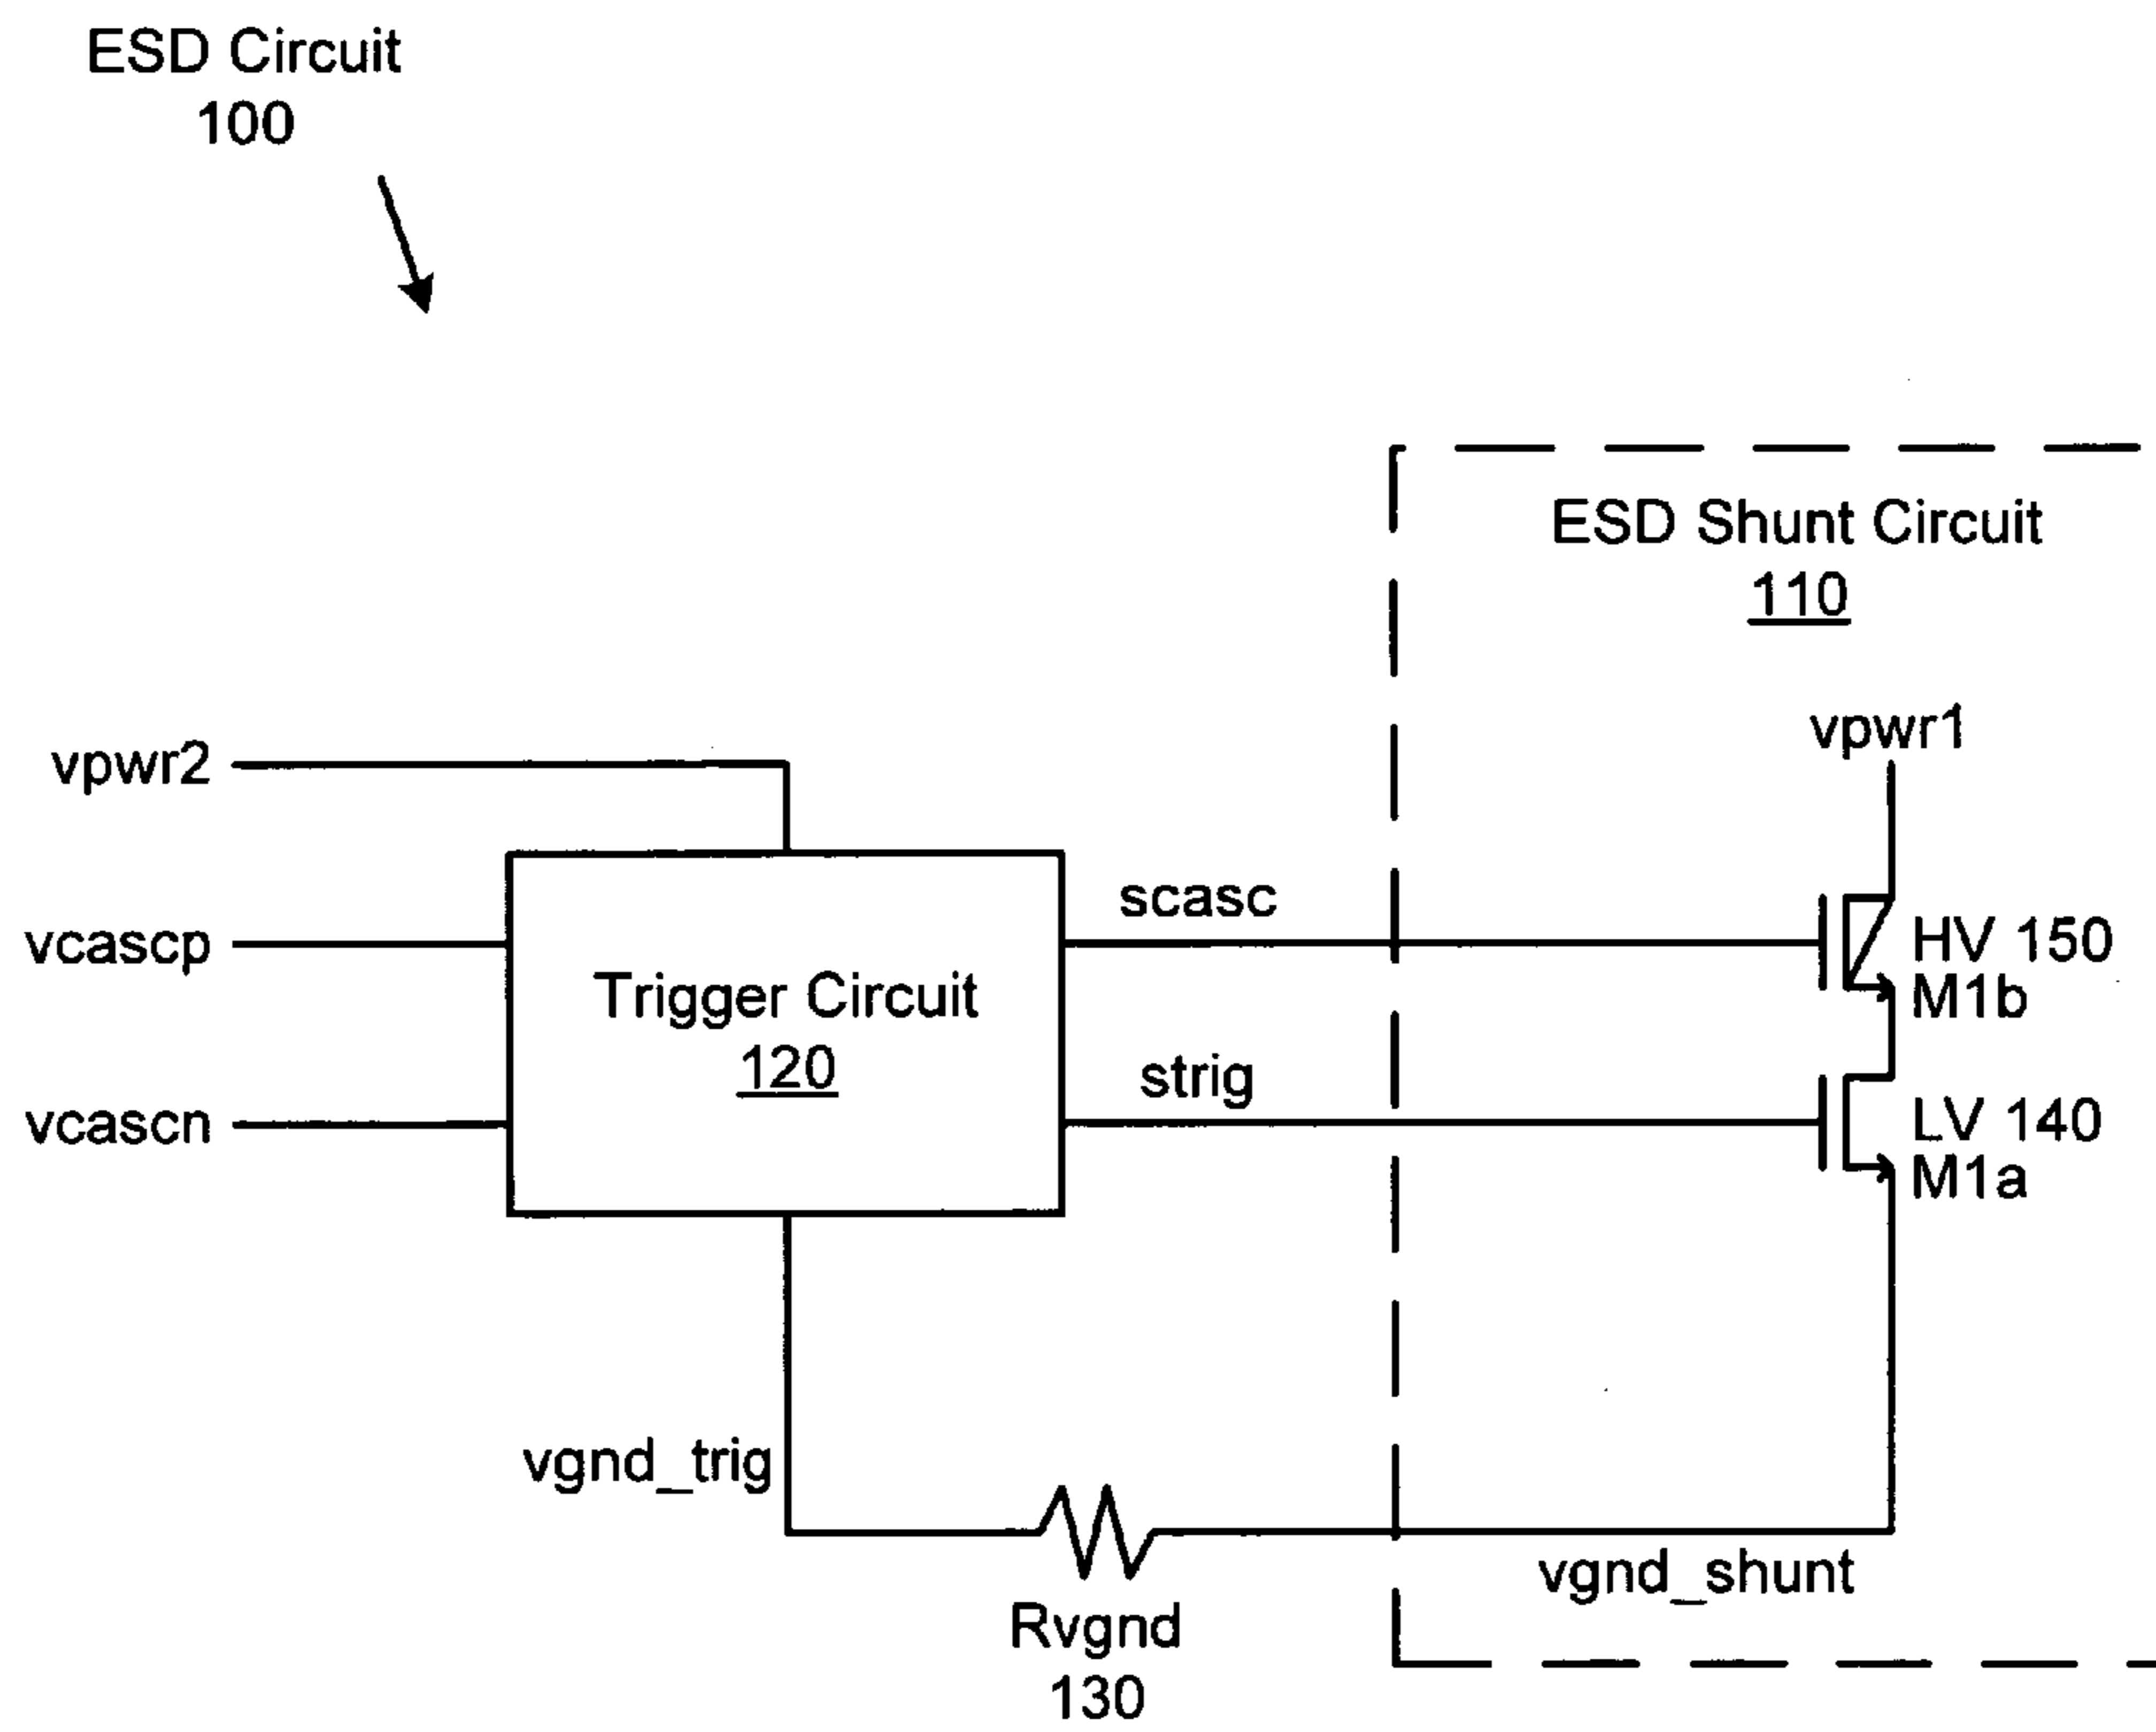 ESD Circuit
100
ESD Shunt Circuit
110
vpwr1
vpwr2
scasc
vcascp
HV 150
M1b
Trigger Circuit
120
strig
vcascn
LV 140
M1a
vgnd_trig
vgnd_shunt
Rvgnd
130